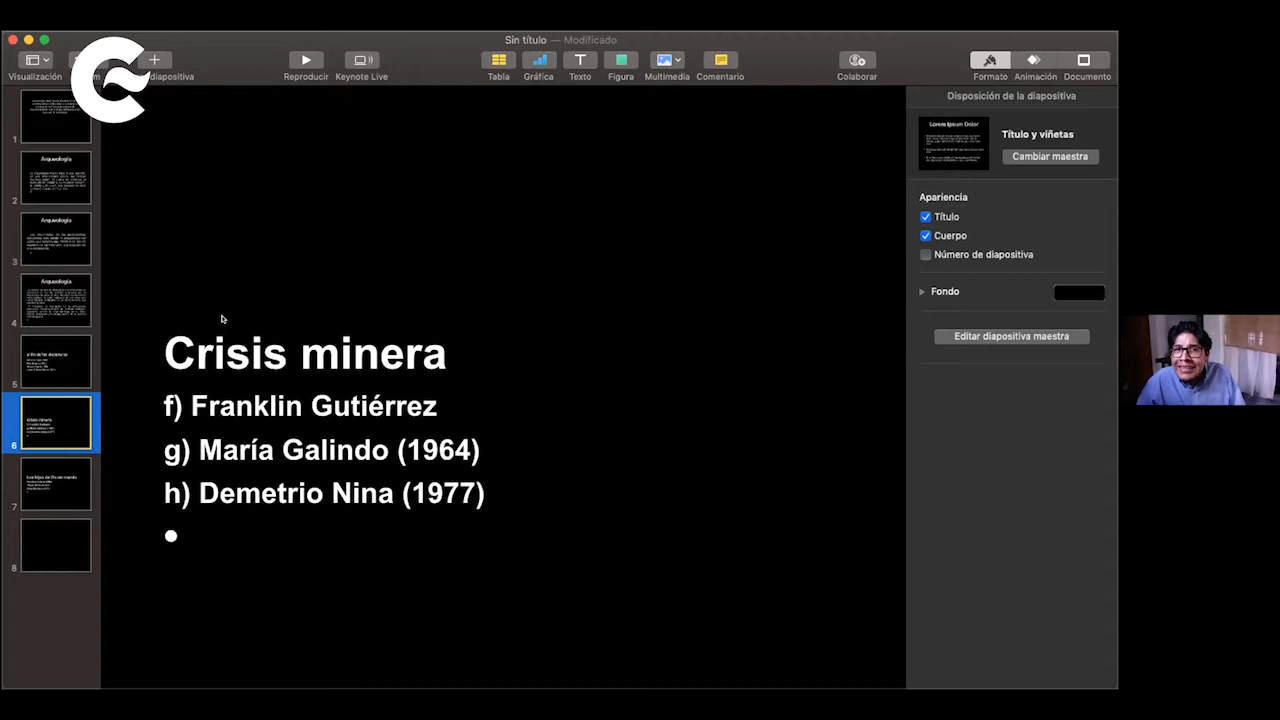 Sin título — Modificado
Visualización
diapositiva
Reproducir
Keynote Live
Tabla
Gráfica
Texto
Figura
Multimedia
Comentario
Colaborar
Formato
Animación
Documento
Disposición de la diapositiva
Lorem Ipsum Dolor
Título y viñetas
Cambiar maestra
Apariencia
Título
Cuerpo
Número de diapositiva
Fondo
Editar diapositiva maestra
1
Arqueología
2
Arqueología
3
Arqueología
4
5
Crisis minera
6
7
8
Crisis minera
f) Franklin Gutiérrez
g) María Galindo (1964)
h) Demetrio Nina (1977)